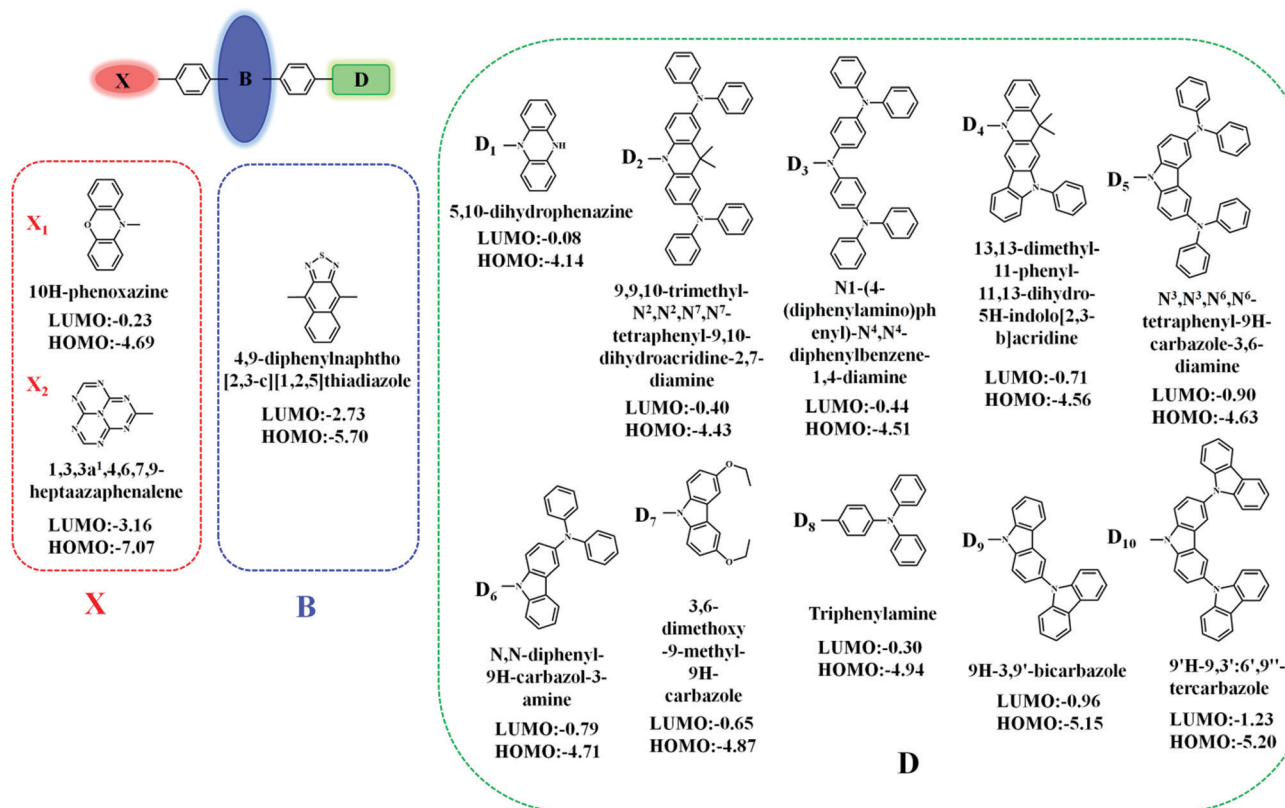 X B D
X1
O
N
10H-phenoxazine
LUMO:-0.23
HOMO:-4.69
X2
N N
N N N
N N
1,3,3a¹,4,6,7,9-
heptaazaphenalene
LUMO:-3.16
HOMO:-7.07
X
S
N N
4,9-diphenylnaphtho
[2,3-c][1,2,5]thiadiazole
LUMO:-2.73
HOMO:-5.70
B
D1
N NH
5,10-dihydrophenazine
LUMO:-0.08
HOMO:-4.14
D2
N
N
N
9,9,10-trimethyl-
N²,N²,N⁷,N⁷-
tetraphenyl-9,10-
dihydroacridine-2,7-
diamine
LUMO:-0.40
HOMO:-4.43
D3
N
N
N
N1-(4-
(diphenylamino)ph
enyl)-N⁴,N⁴-
diphenylbenzene-
1,4-diamine
LUMO:-0.44
HOMO:-4.51
D4
N
N
13,13-dimethyl-
11-phenyl-
11,13-dihydro-
5H-indolo[2,3-
b]acridine
LUMO:-0.71
HOMO:-4.56
D5
N
N
N
N³,N³,N⁶,N⁶-
tetraphenyl-9H-
carbazole-3,6-
diamine
LUMO:-0.90
HOMO:-4.63
D6
N
N
N,N-diphenyl-
9H-carbazol-3-
amine
LUMO:-0.79
HOMO:-4.71
D7
O
N
O
3,6-
dimethoxy
-9-methyl-
9H-
carbazole
LUMO:-0.65
HOMO:-4.87
D8
N
Triphenylamine
LUMO:-0.30
HOMO:-4.94
D9
N
N
9H-3,9'-bicarbazole
LUMO:-0.96
HOMO:-5.15
D10
N
N
N
9'H-9,3':6',9''-
tercarbazole
LUMO:-1.23
HOMO:-5.20
D